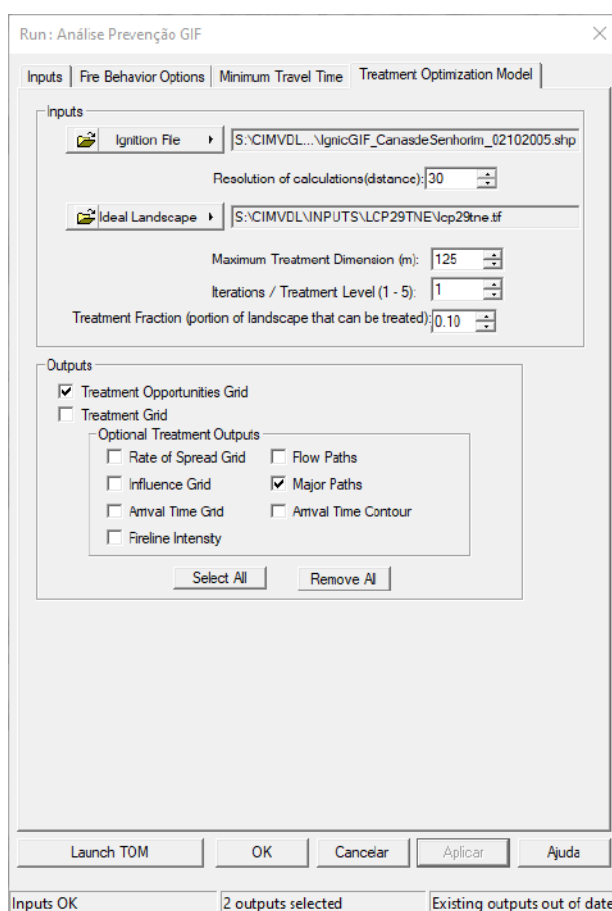 Run : Análise Prevenção GIF
Inputs Fire Behavior Options Minimum Travel Time Treatment Optimization Model
Inputs
Ignition File S:\CIMVDL...\IgnicGIF_CanasdeSenhorim_02102005.shp
Resolution of calculations(distance): 30
Ideal Landscape S:\CIMVDL\INPUTS\LCP29TNE\lcp29tne.tif
Maximum Treatment Dimension (m): 125
Iterations / Treatment Level (1 - 5): 1
Treatment Fraction (portion of landscape that can be treated): 0.10
Outputs
Treatment Opportunities Grid
Treatment Grid
Optional Treatment Outputs
Rate of Spread Grid Flow Paths
Influence Grid Major Paths
Arrival Time Grid Arrival Time Contour
Fireline Intensity
Select All Remove All
Launch TOM OK Cancelar Aplicar Ajuda
Inputs OK 2 outputs selected Existing outputs out of date